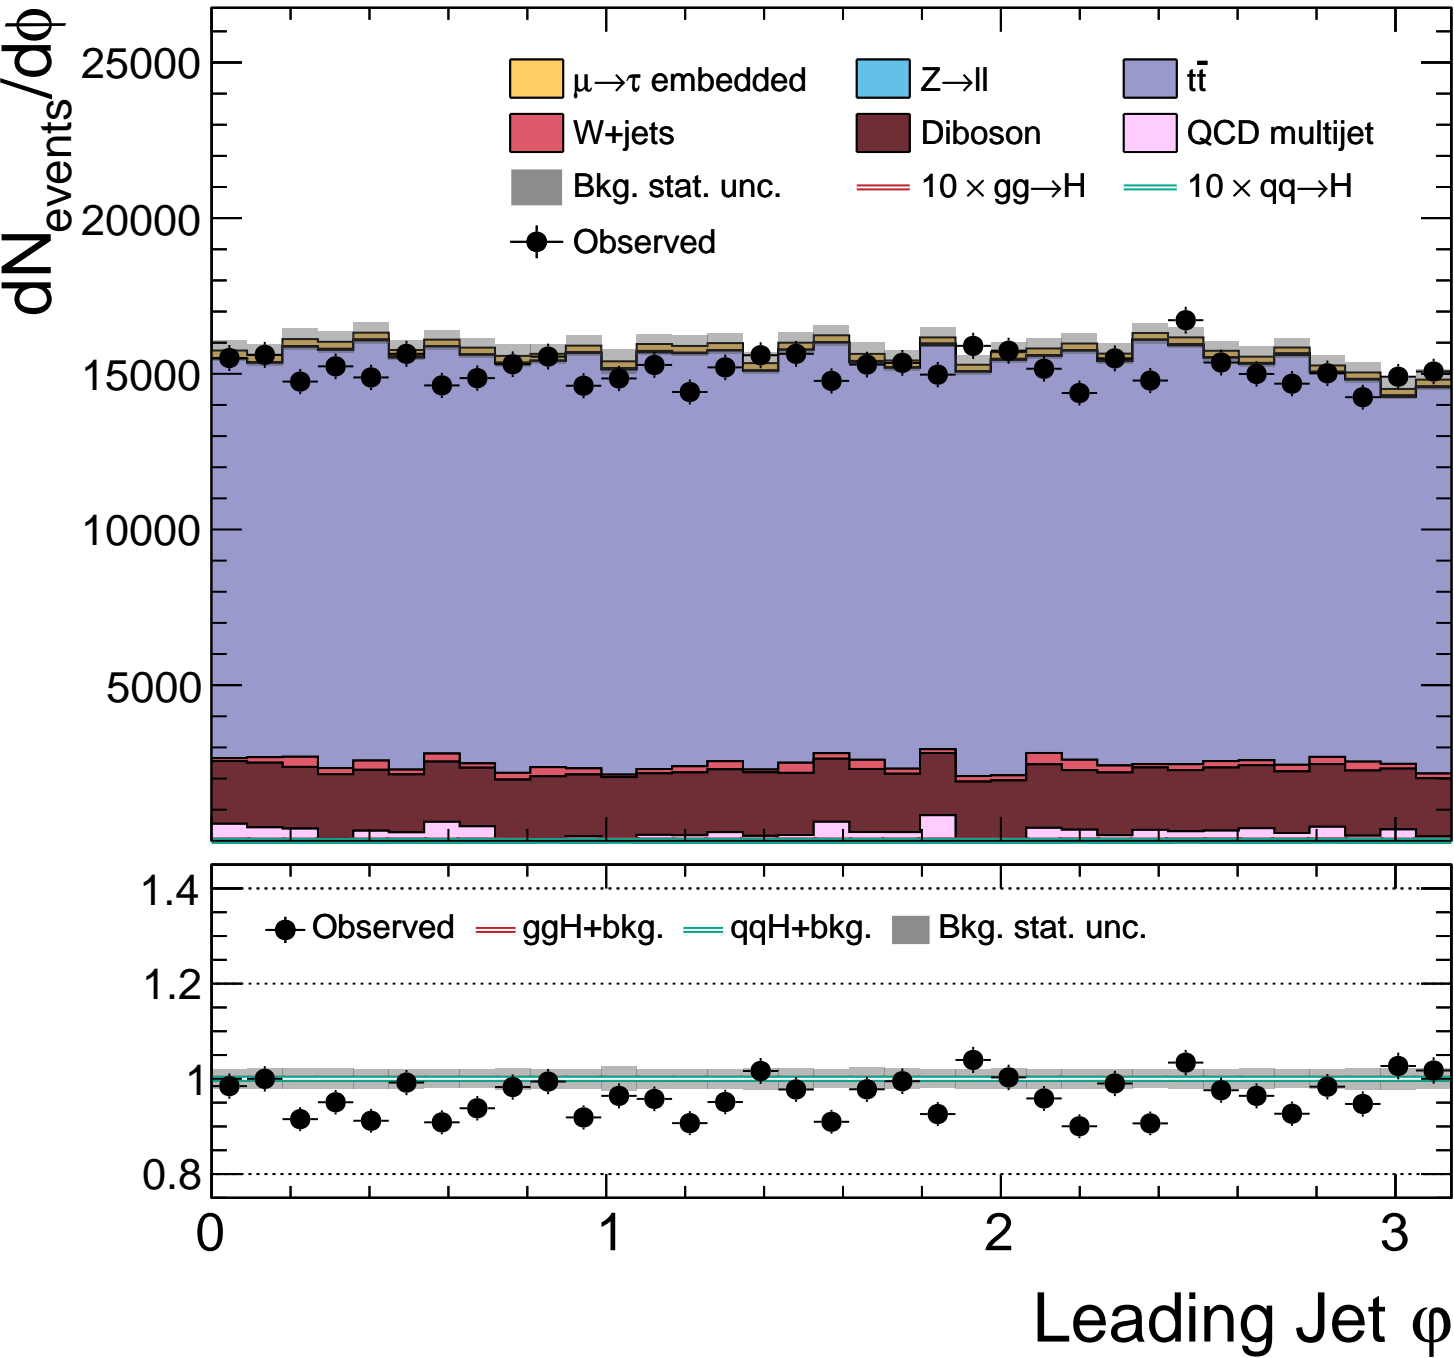 dN_events/dϕ
25000
20000
15000
10000
5000
μ→τ embedded Z→ll tt̄
W+jets Diboson QCD multijet
Bkg. stat. unc. 10 × gg→H 10 × qq→H
Observed
1.4
1.2
1
0.8
Observed ggH+bkg. qqH+bkg. Bkg. stat. unc.
0 1 2 3
Leading Jet φ